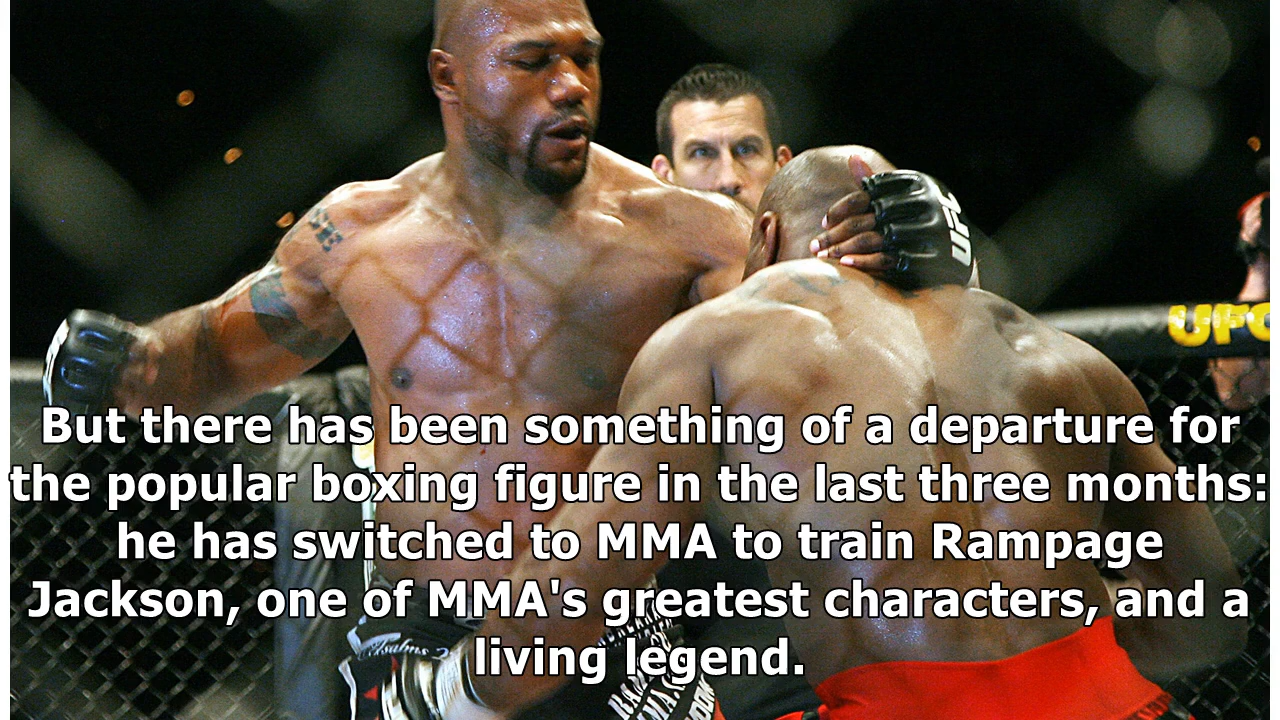 UFC
UFC
But there has been something of a departure for
the popular boxing figure in the last three months:
he has switched to MMA to train Rampage
Jackson, one of MMA's greatest characters, and a
living legend.